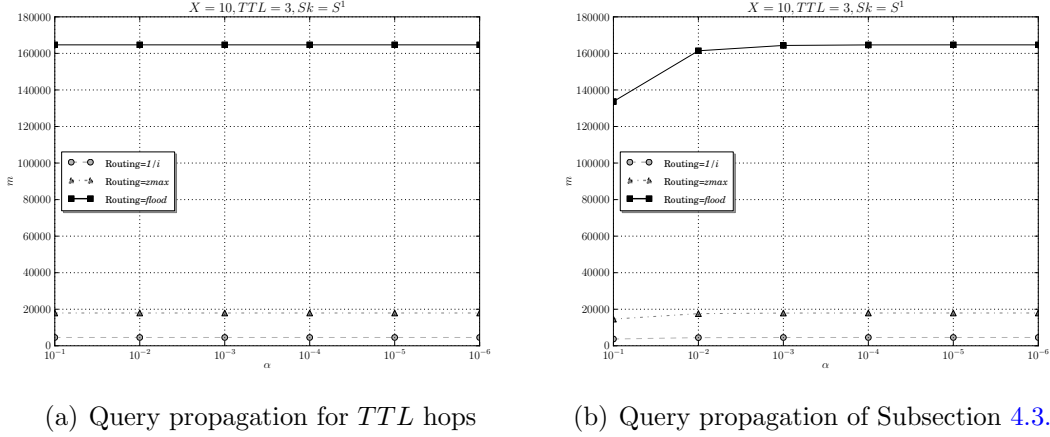 X = 10, TTL = 3, Sk = S¹
180000
160000
140000
120000
100000
80000
60000
40000
20000
0
m
Routing=1/i
Routing=zmax
Routing=flood
10⁻¹ 10⁻² 10⁻³ 10⁻⁴ 10⁻⁵ 10⁻⁶
α
(a) Query propagation for TTL hops
X = 10, TTL = 3, Sk = S¹
180000
160000
140000
120000
100000
80000
60000
40000
20000
0
m
Routing=1/i
Routing=zmax
Routing=flood
10⁻¹ 10⁻² 10⁻³ 10⁻⁴ 10⁻⁵ 10⁻⁶
α
(b) Query propagation of Subsection 4.3.